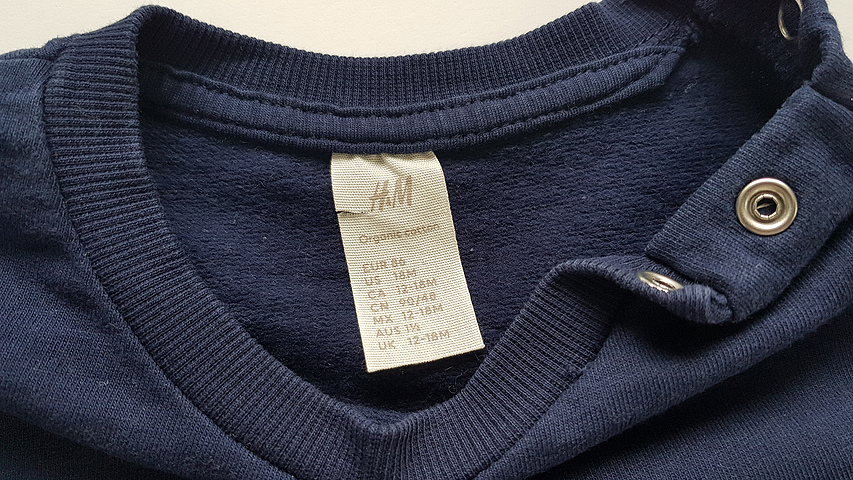 H&M
Organic cotton
EUR 86
US 18M
CA 12-18M
CN 90/48
MX 12-18M
AUS 1½
UK 12-18M